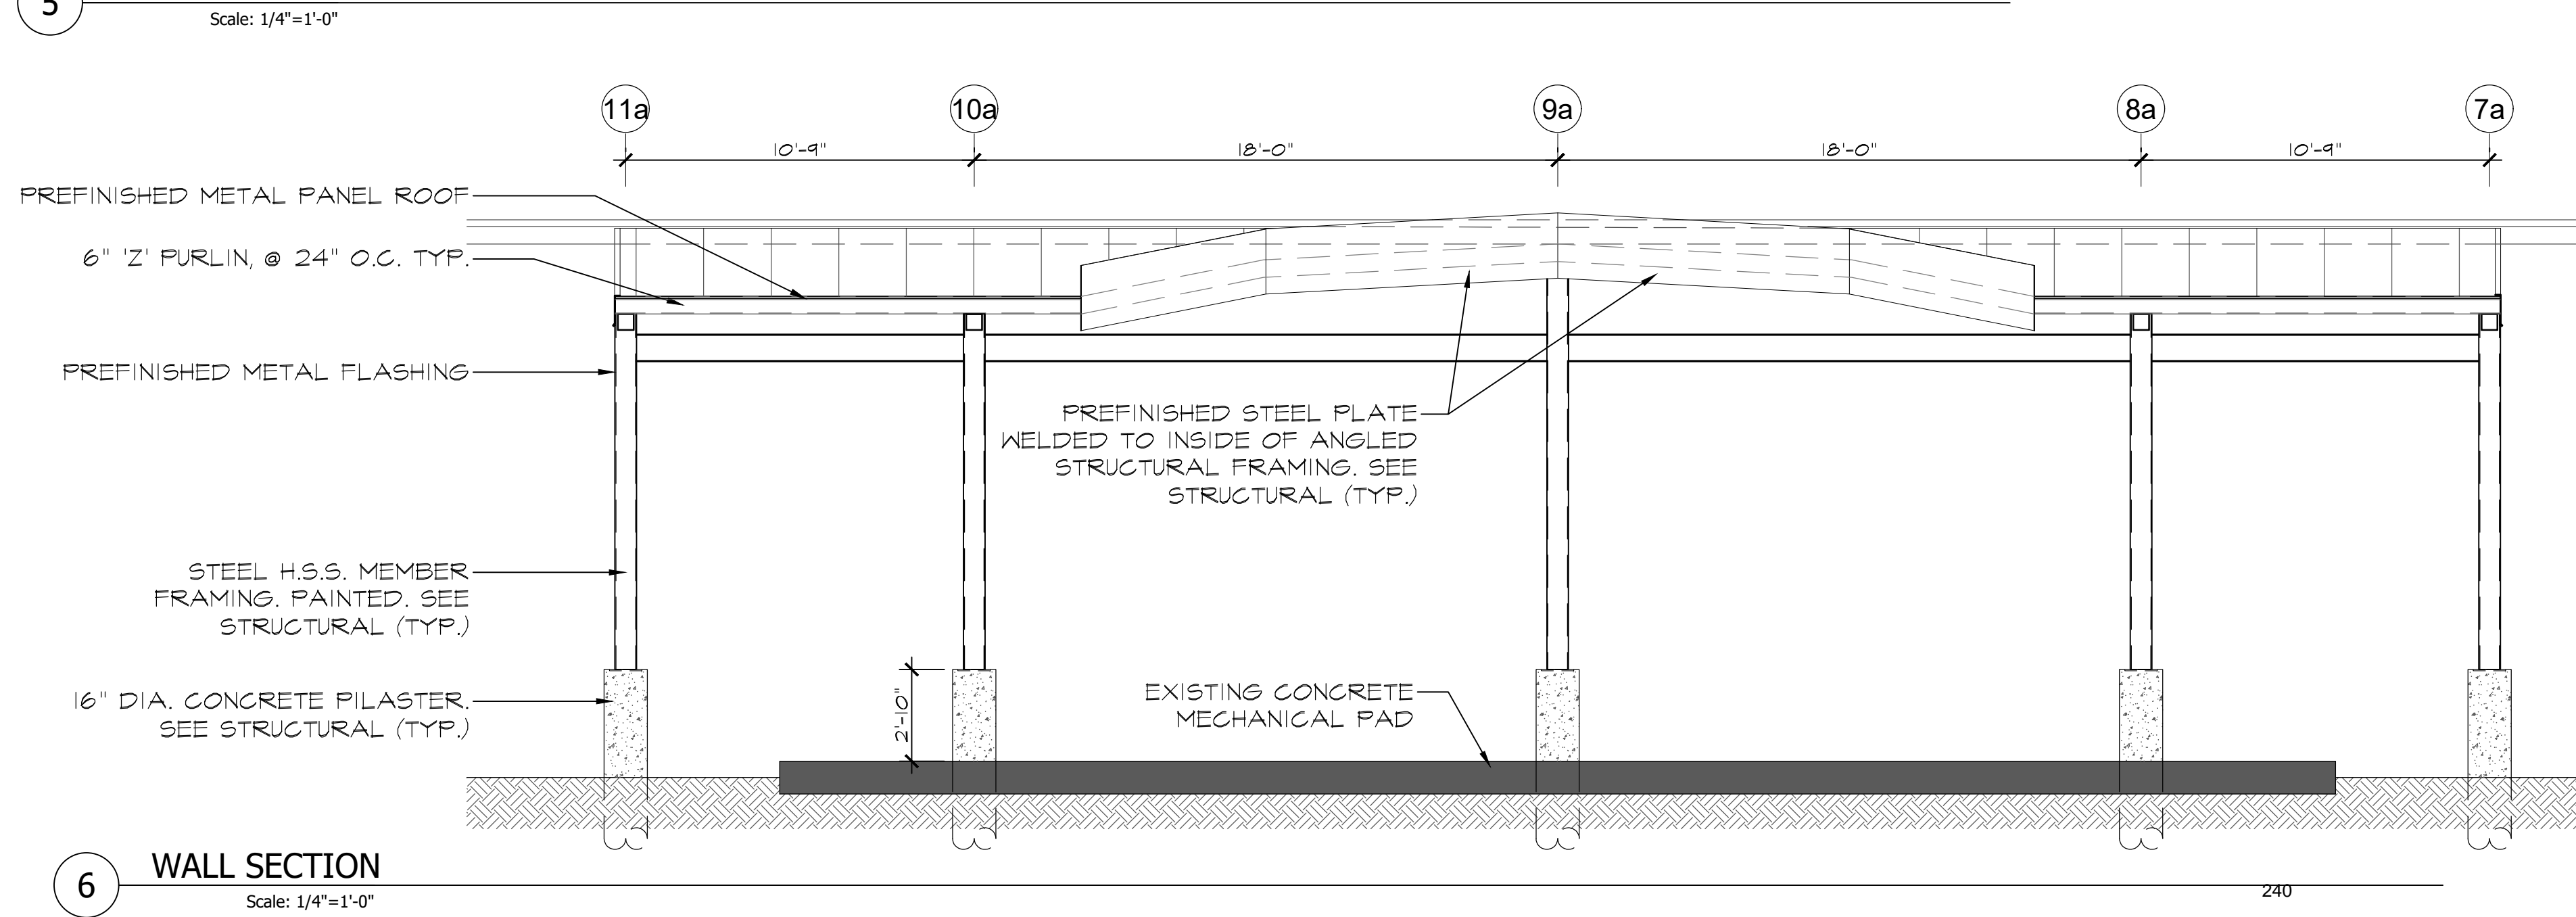 5
Scale: 1/4"=1'-0"
11a
10a
9a
8a
7a
10'-9"
18'-0"
18'-0"
10'-9"
PREFINISHED METAL PANEL ROOF
6" 'Z' PURLIN, @ 24" O.C. TYP.
PREFINISHED METAL FLASHING
PREFINISHED STEEL PLATE
WELDED TO INSIDE OF ANGLED
STRUCTURAL FRAMING. SEE
STRUCTURAL (TYP.)
STEEL H.S.S. MEMBER
FRAMING. PAINTED. SEE
STRUCTURAL (TYP.)
16" DIA. CONCRETE PILASTER.
SEE STRUCTURAL (TYP.)
2'-10"
EXISTING CONCRETE
MECHANICAL PAD
6
WALL SECTION
Scale: 1/4"=1'-0"
240